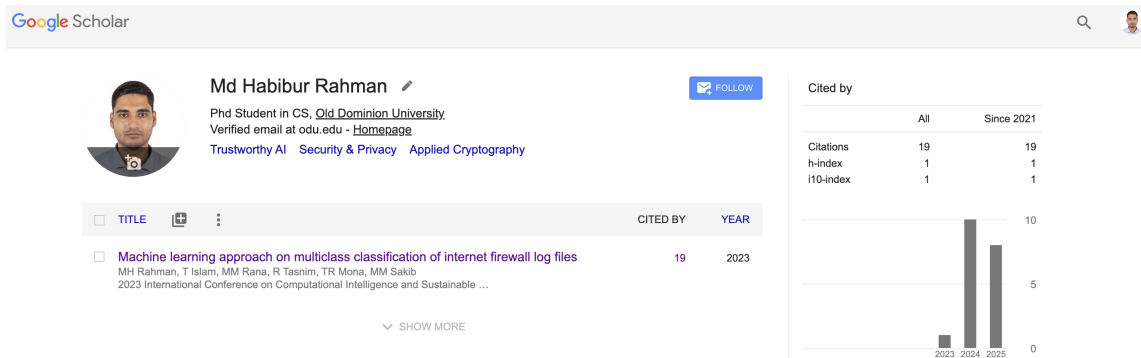 Google Scholar
Md Habibur Rahman
FOLLOW
Phd Student in CS, Old Dominion University
Verified email at odu.edu - Homepage
Trustworthy AI Security & Privacy Applied Cryptography
TITLE CITED BY YEAR
Machine learning approach on multiclass classification of internet firewall log files 19 2023
MH Rahman, T Islam, MM Rana, R Tasnim, TR Mona, MM Sakib
2023 International Conference on Computational Intelligence and Sustainable …
SHOW MORE
Cited by
All Since 2021
Citations 19 19
h-index 1 1
i10-index 1 1
10
5
0
2023 2024 2025